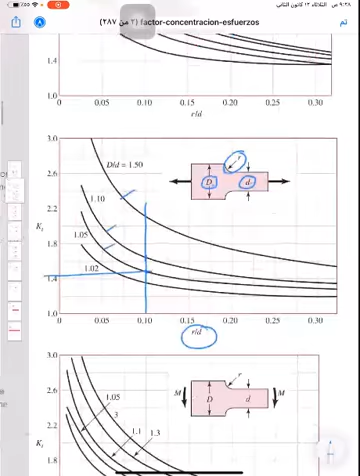 ٩:٢٨ ص الثلاثاء ١٣ كانون الثاني
تم
factor-concentracion-esfuerzos (٢ من ٢٨٧)
1.4
1.0
0 0.05 0.10 0.15 0.20 0.25 0.30
r/d
3.0
D/d = 1.50
r
2.6
D d
1.10
2.2
Kt
1.05
1.8
1.02
1.4
1.0
0 0.05 0.10 0.15 0.20 0.25 0.30
r/d
3.0
r
M D d M
2.6
1.05
3
Kt 2.2
1.1 1.3
1.8